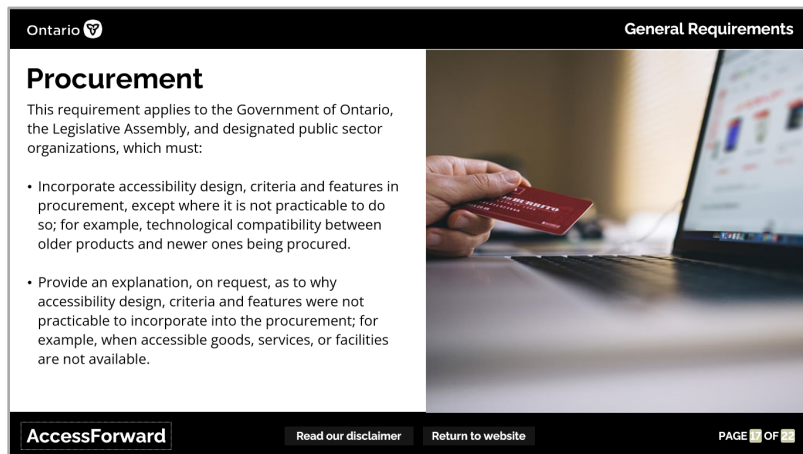 Ontario
General Requirements
Procurement
This requirement applies to the Government of Ontario,
the Legislative Assembly, and designated public sector
organizations, which must:
• Incorporate accessibility design, criteria and features in
procurement, except where it is not practicable to do
so; for example, technological compatibility between
older products and newer ones being procured.
• Provide an explanation, on request, as to why
accessibility design, criteria and features were not
practicable to incorporate into the procurement; for
example, when accessible goods, services, or facilities
are not available.
BURRITO
AccessForward
Read our disclaimer
Return to website
PAGE 17 OF 22